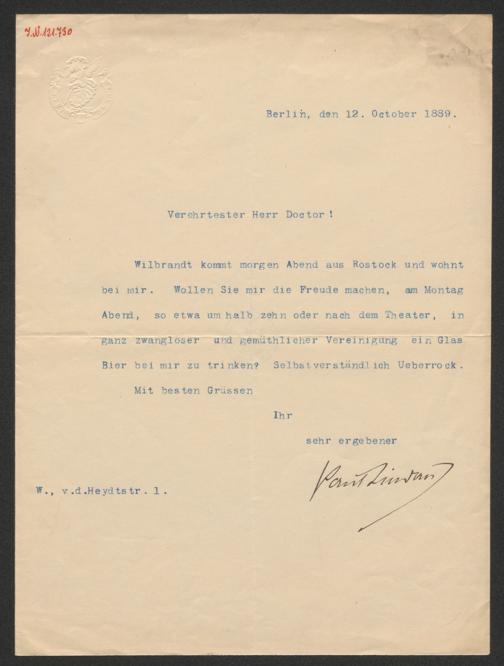 J.N.121.730
Berlin, den 12. October 1889.
Verehrtester Herr Doctor!
Wilbrandt kommt morgen Abend aus Rostock und wohnt
bei mir. Wollen Sie mir die Freude machen, am Montag
Abend, so etwa um halb zehn oder nach dem Theater, in
ganz zwangloser und gemüthlicher Vereinigung ein Glas
Bier bei mir zu trinken? Selbstverständlich Ueberrock.
Mit besten Grüssen
Ihr
sehr ergebener
Paul Lindau
W., v.d.Heydtstr. 1.